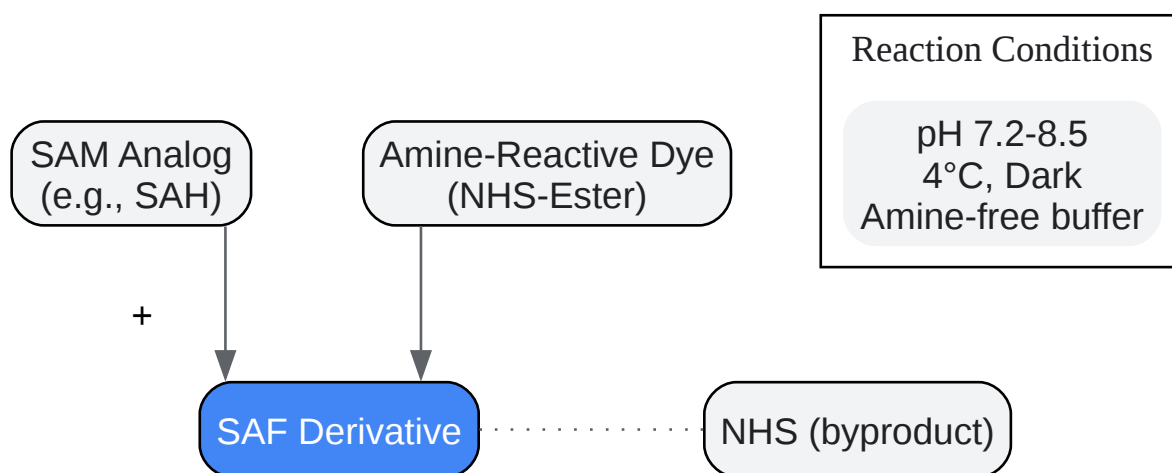 Reaction Conditions
pH 7.2-8.5
4°C, Dark
Amine-free buffer
SAM Analog
(e.g., SAH)
Amine-Reactive Dye
(NHS-Ester)
+
SAF Derivative
NHS (byproduct)